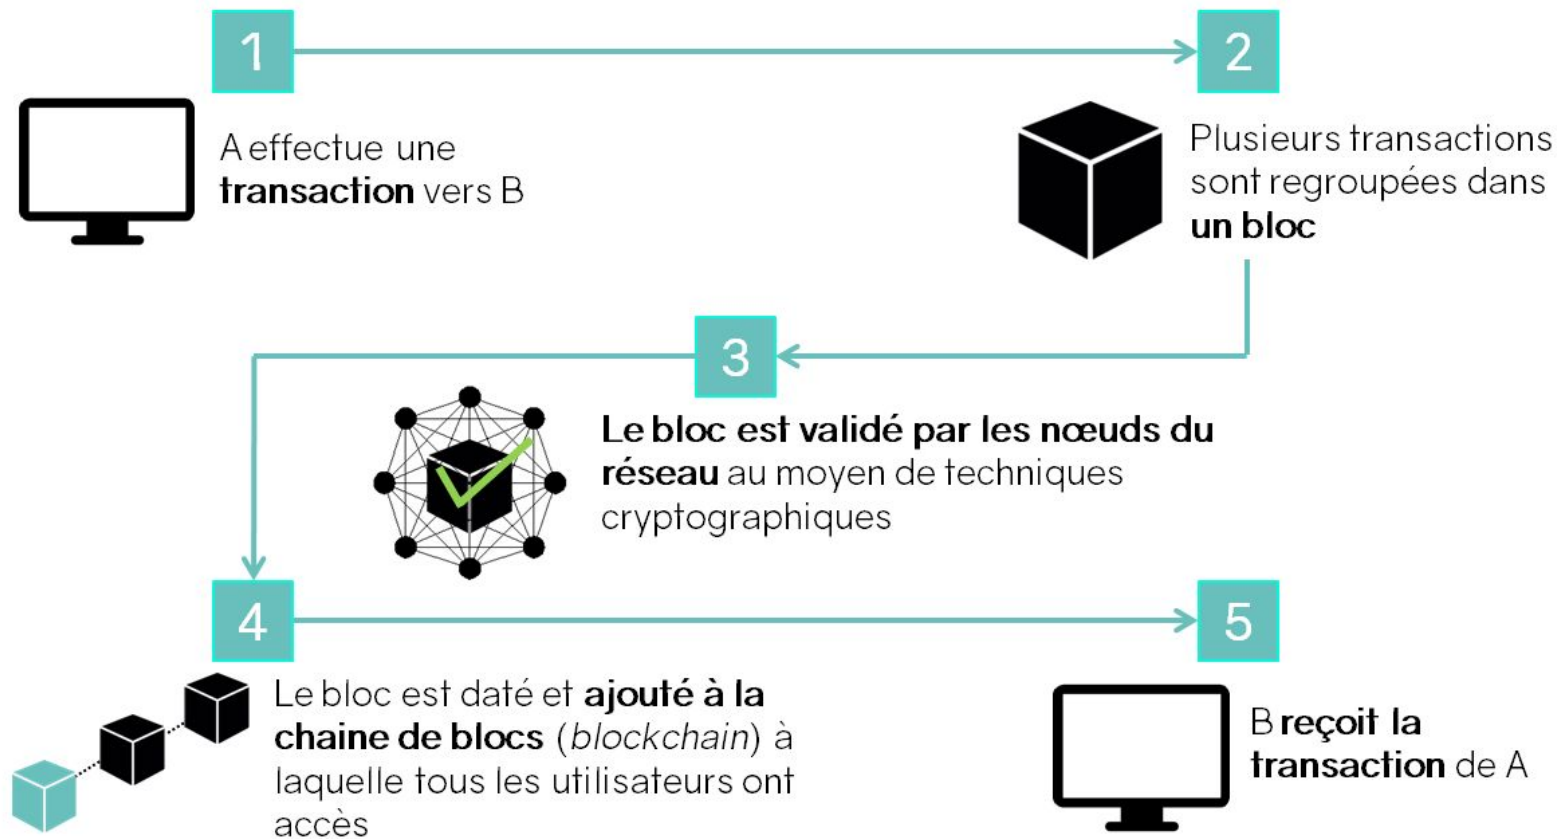 1
A effectue une
transaction vers B
2
Plusieurs transactions
sont regroupées dans
un bloc
3
Le bloc est validé par les nœuds du
réseau au moyen de techniques
cryptographiques
4
Le bloc est daté et ajouté à la
chaine de blocs (blockchain) à
laquelle tous les utilisateurs ont
accès
5
B reçoit la
transaction de A